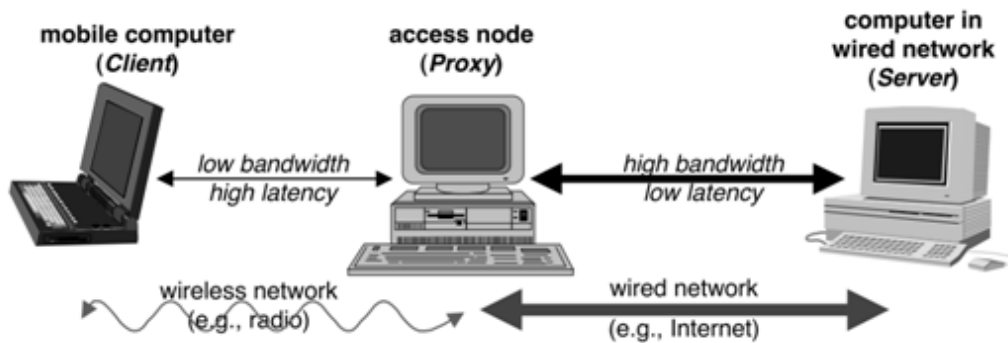 mobile computer
(Client)
access node
(Proxy)
computer in
wired network
(Server)
low bandwidth
high latency
high bandwidth
low latency
wireless network
(e.g., radio)
wired network
(e.g., Internet)